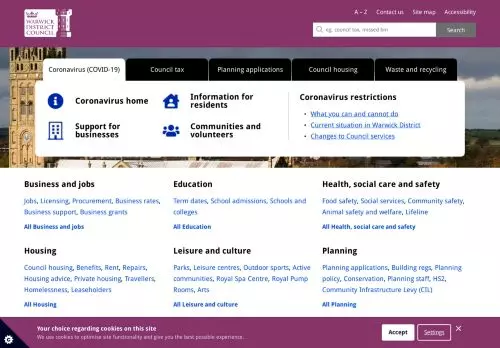 WARWICK
DISTRICT
COUNCIL
A – Z
Contact us
Site map
Accessibility
eg. council tax, missed bin
Search
Coronavirus (COVID-19)
Council tax
Planning applications
Council housing
Waste and recycling
Coronavirus home
Information for
residents
Support for
businesses
Communities and
volunteers
Coronavirus restrictions
What you can and cannot do
Current situation in Warwick District
Changes to Council services
Business and jobs
Jobs, Licensing, Procurement, Business rates,
Business support, Business grants
All Business and jobs
Education
Term dates, School admissions, Schools and
colleges
All Education
Health, social care and safety
Food safety, Social services, Community safety,
Animal safety and welfare, Lifeline
All Health, social care and safety
Housing
Council housing, Benefits, Rent, Repairs,
Housing advice, Private housing, Travellers,
Homelessness, Leaseholders
All Housing
Leisure and culture
Parks, Leisure centres, Outdoor sports, Active
communities, Royal Spa Centre, Royal Pump
Rooms, Arts
All Leisure and culture
Planning
Planning applications, Building regs, Planning
policy, Conservation, Planning staff, HS2,
Community Infrastructure Levy (CIL)
All Planning
Your choice regarding cookies on this site
We use cookies to optimise site functionality and give you the best possible experience.
Accept
Settings